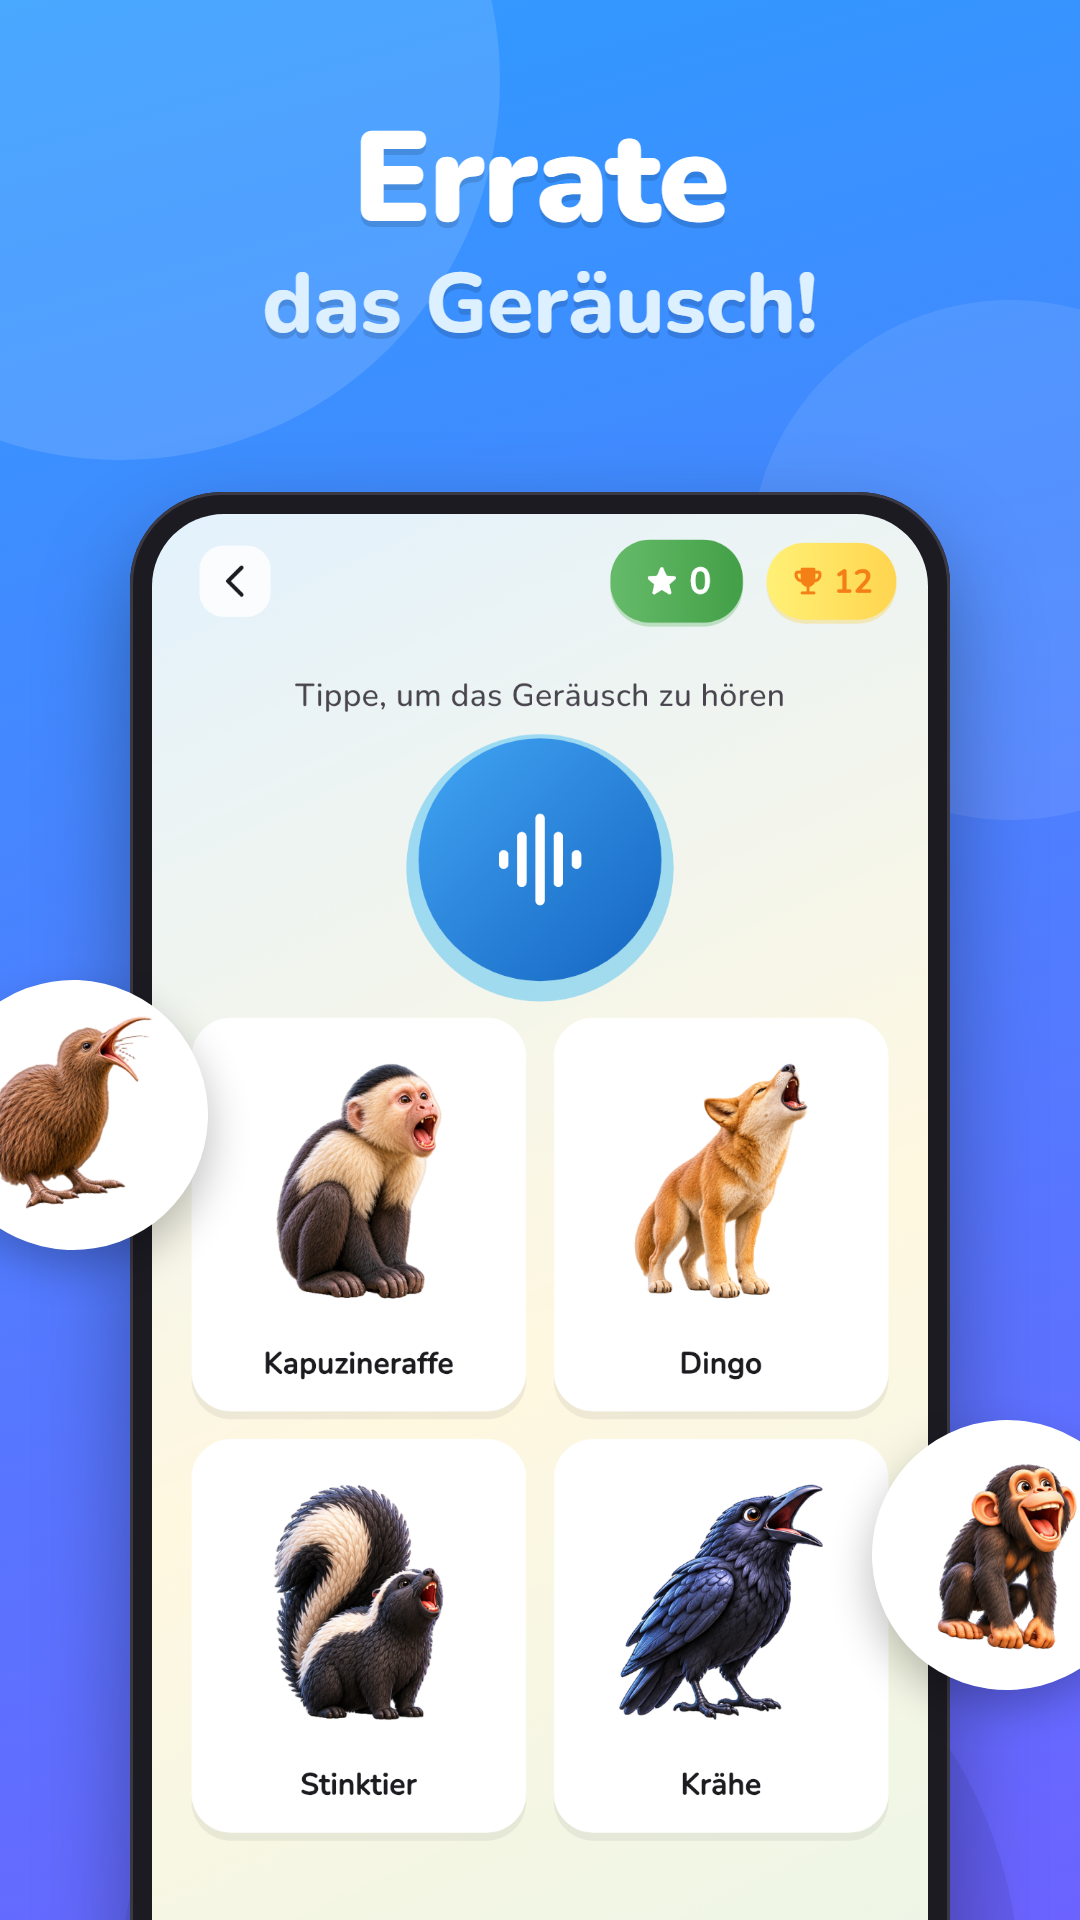 Errate
das Geräusch!
0
12
Tippe, um das Geräusch zu hören
Kapuzineraffe
Dingo
Stinktier
Krähe